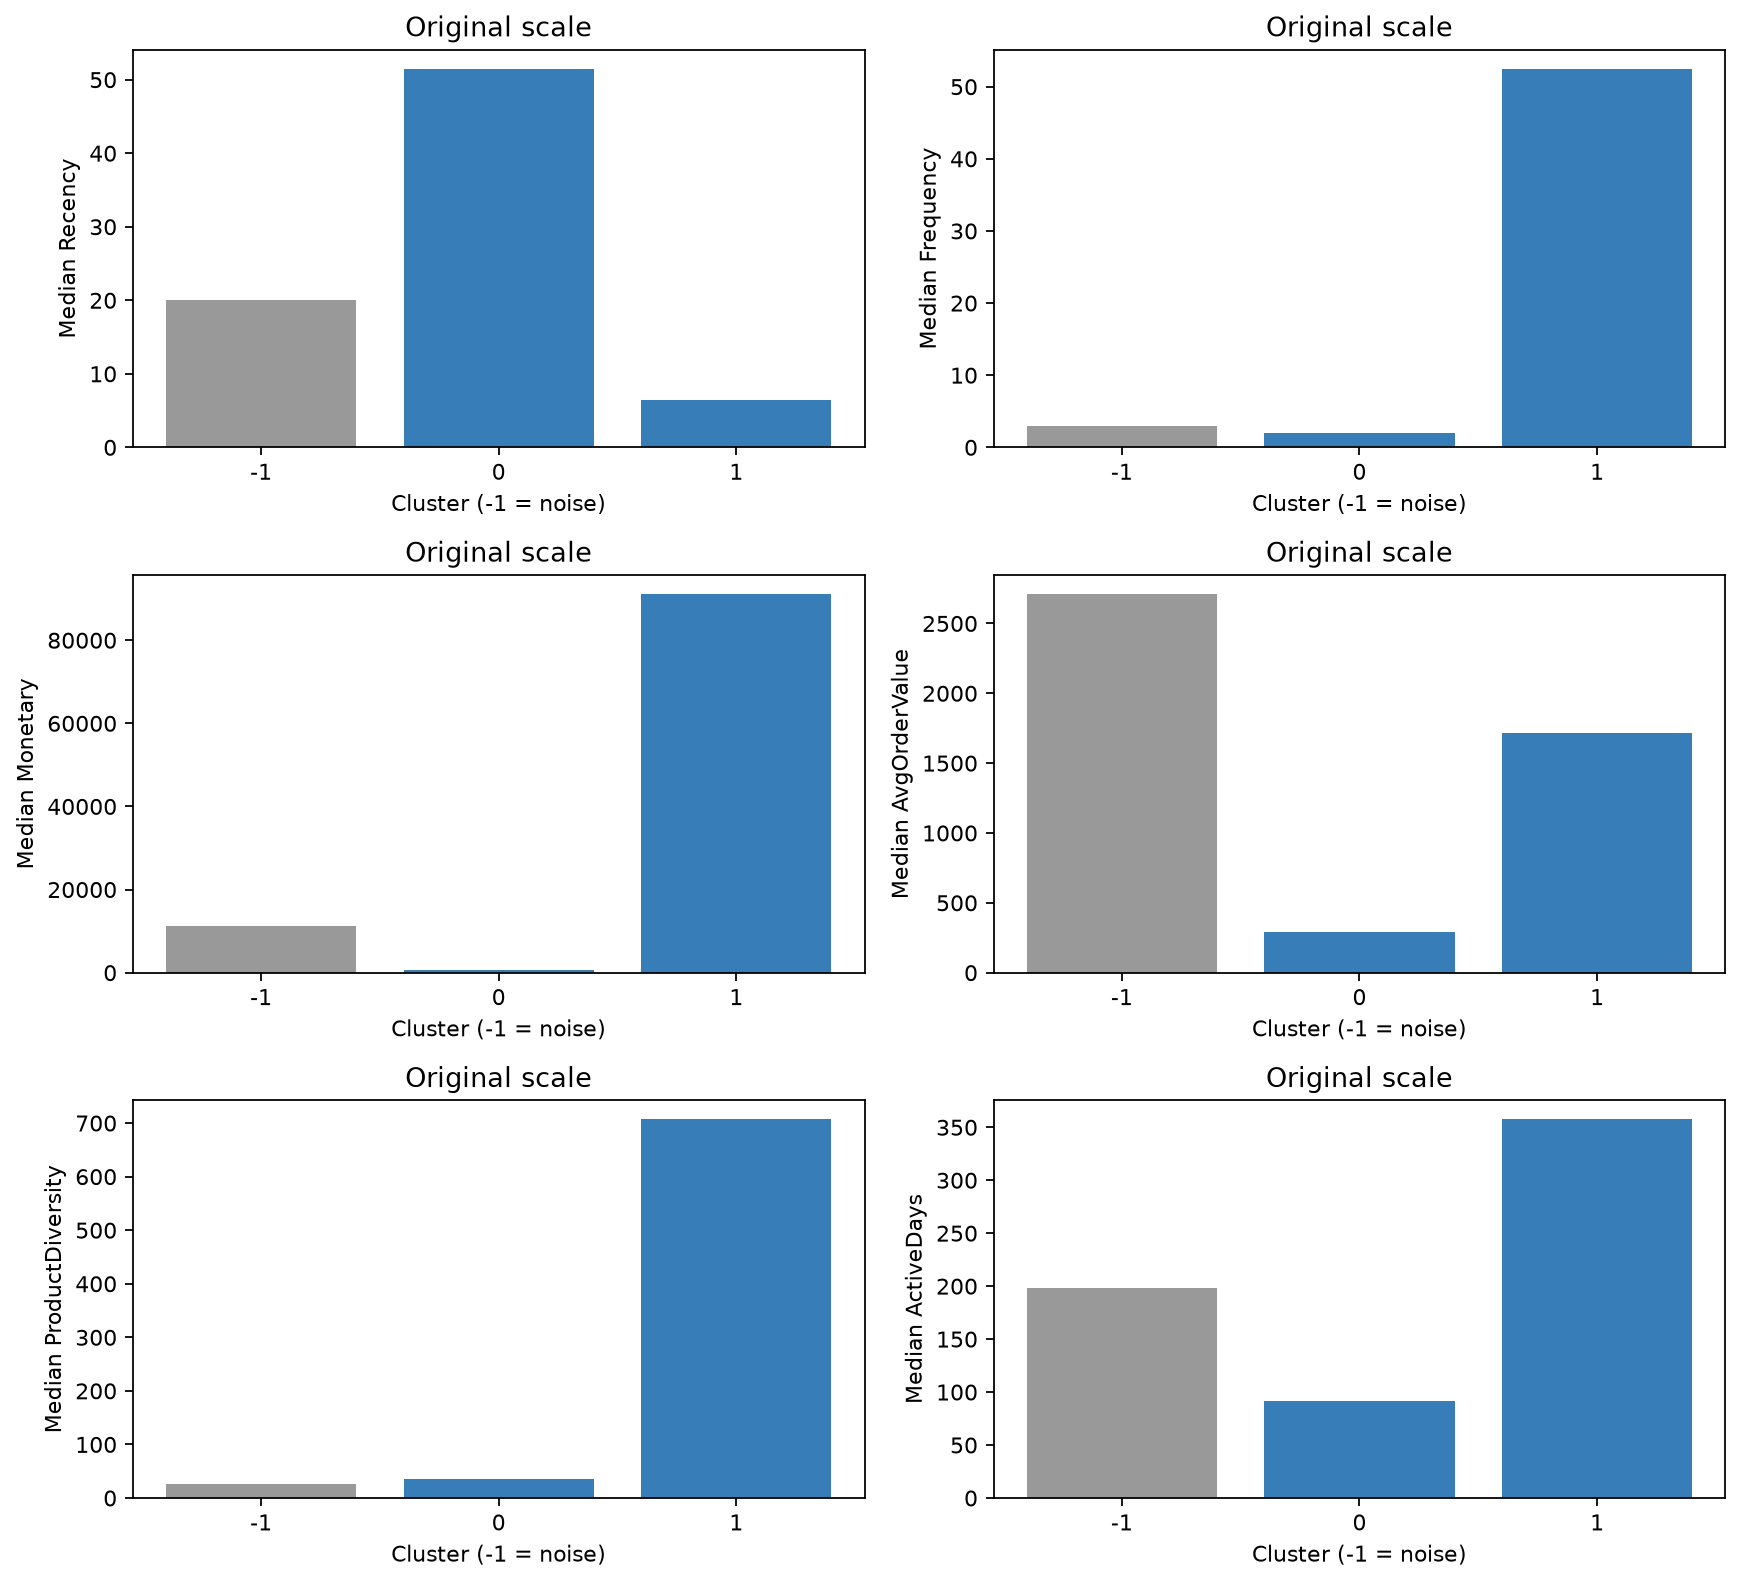 Original scale
Median Recency
50
40
30
20
10
0
-1 0 1
Cluster (-1 = noise)
Original scale
Median Frequency
50
40
30
20
10
0
-1 0 1
Cluster (-1 = noise)
Original scale
Median Monetary
80000
60000
40000
20000
0
-1 0 1
Cluster (-1 = noise)
Original scale
Median AvgOrderValue
2500
2000
1500
1000
500
0
-1 0 1
Cluster (-1 = noise)
Original scale
Median ProductDiversity
700
600
500
400
300
200
100
0
-1 0 1
Cluster (-1 = noise)
Original scale
Median ActiveDays
350
300
250
200
150
100
50
0
-1 0 1
Cluster (-1 = noise)